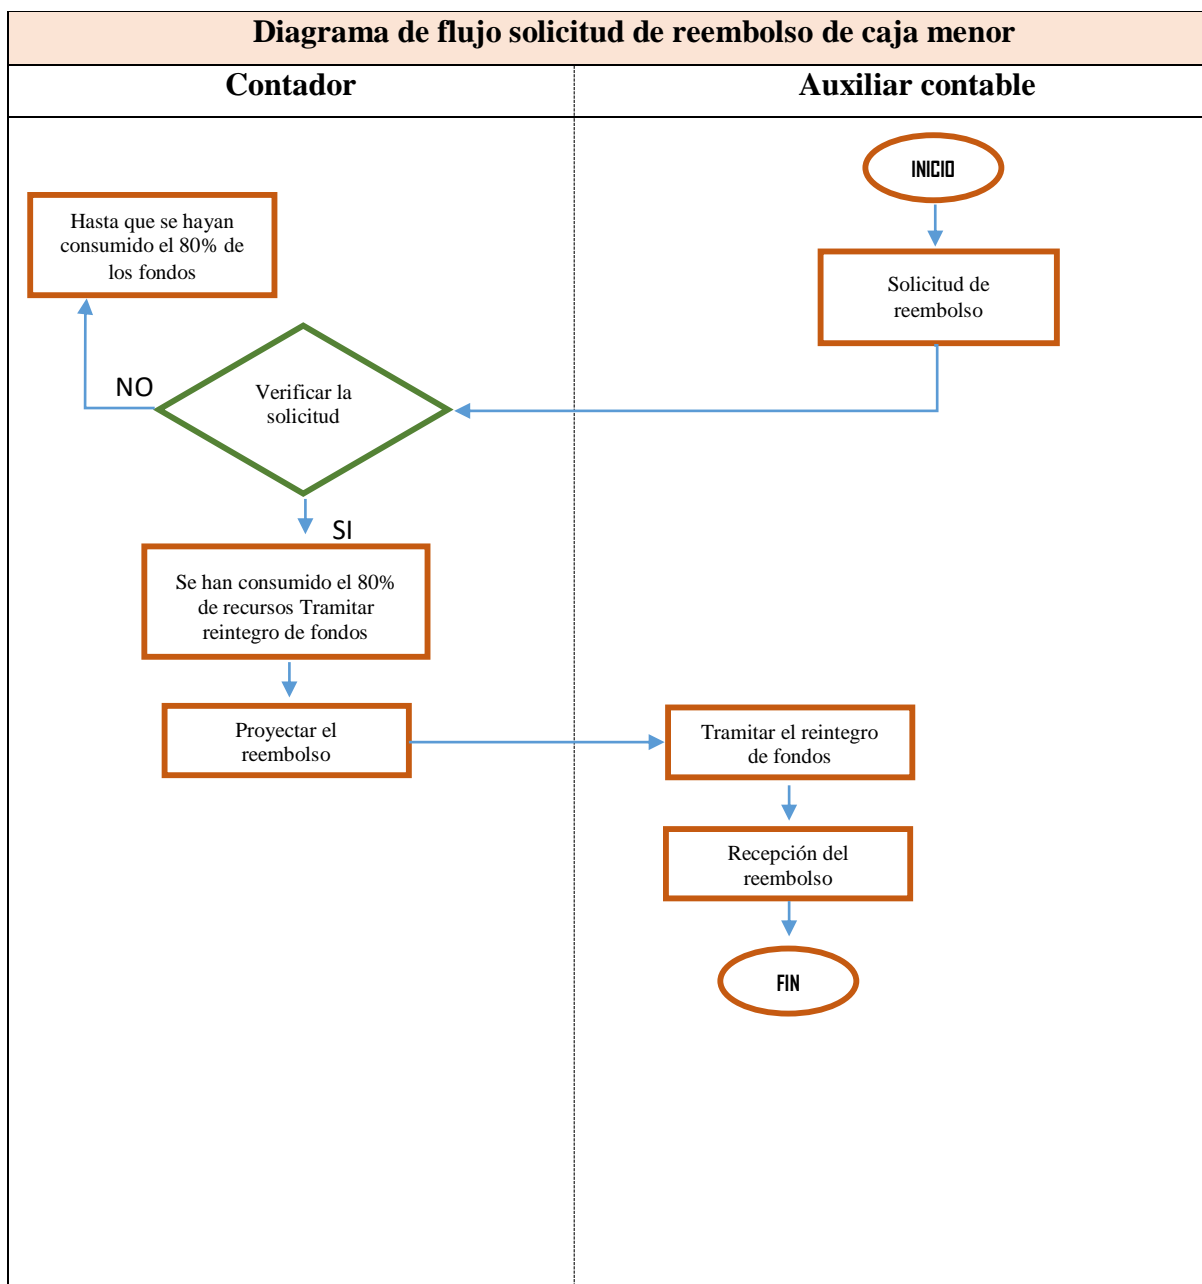 Diagrama de flujo solicitud de reembolso de caja menor
Contador
Auxiliar contable
INICIO
Hasta que se hayan
consumido el 80% de
los fondos
Solicitud de
reembolso
NO
Verificar la
solicitud
SI
Se han consumido el 80%
de recursos Tramitar
reintegro de fondos
Proyectar el
reembolso
Tramitar el reintegro
de fondos
Recepción del
reembolso
FIN